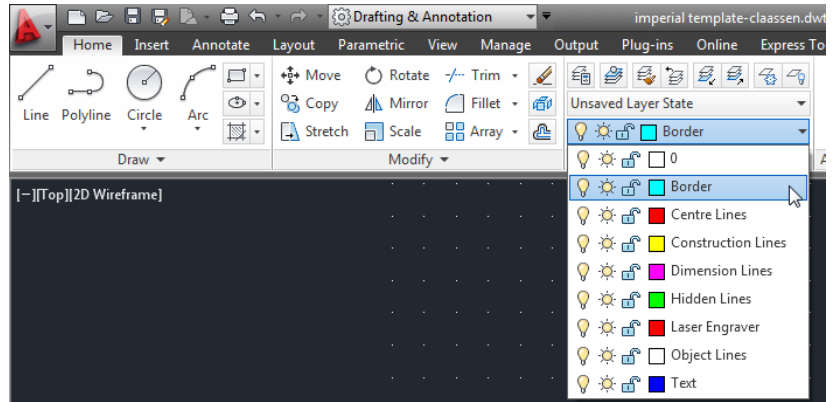 Drafting & Annotation
imperial template-claassen.dwt
Home Insert Annotate Layout Parametric View Manage Output Plug-ins Online Express To
Line Polyline Circle Arc
Move Rotate Trim
Copy Mirror Fillet
Stretch Scale Array
Unsaved Layer State
Border
Draw Modify
[−][Top][2D Wireframe]
0
Border
Centre Lines
Construction Lines
Dimension Lines
Hidden Lines
Laser Engraver
Object Lines
Text